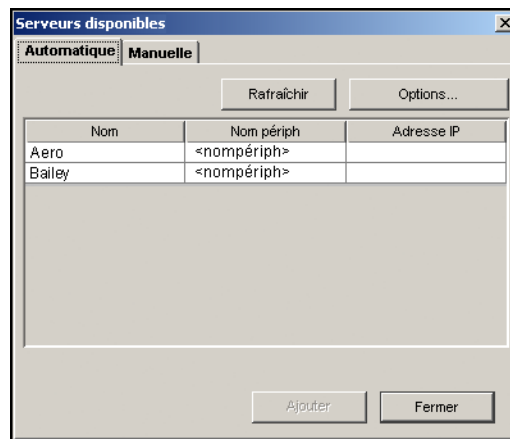 Serveurs disponibles
Automatique Manuelle
Rafraîchir Options...
Nom Nom périph Adresse IP
Aero <nompériph>
Bailey <nompériph>
Ajouter Fermer